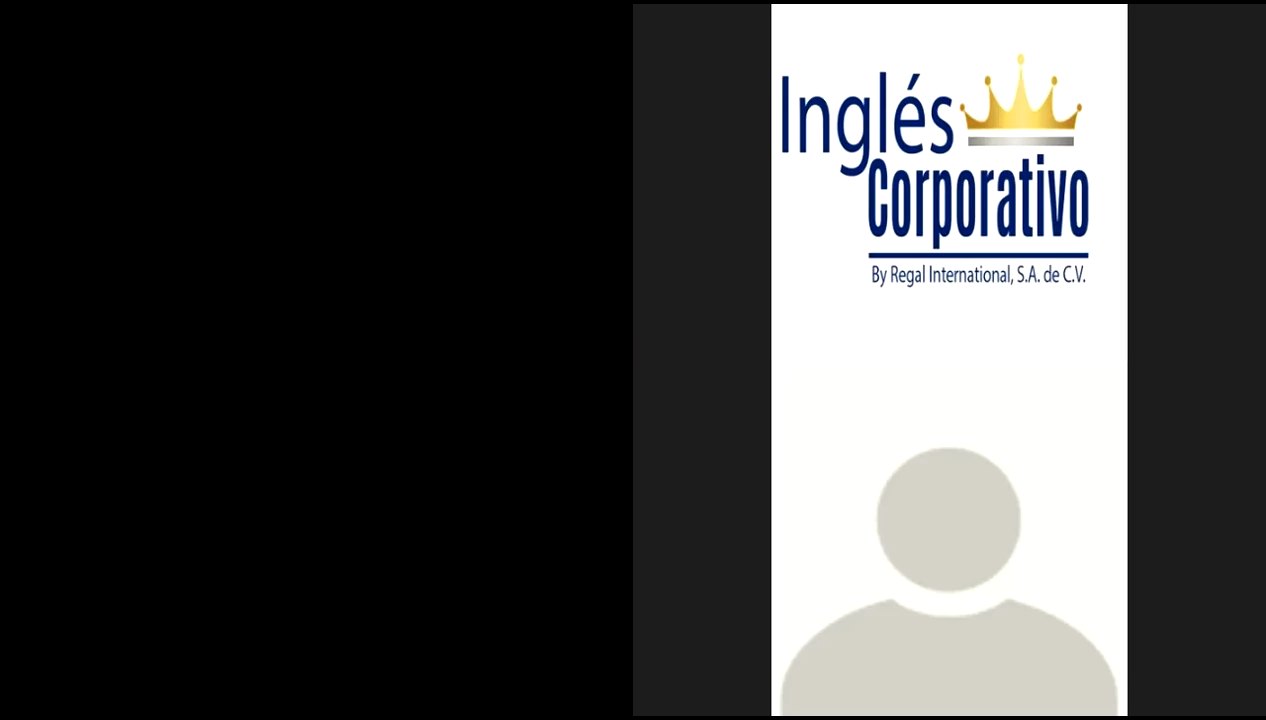 Inglés
Corporativo
By Regal International, S.A. de C.V.